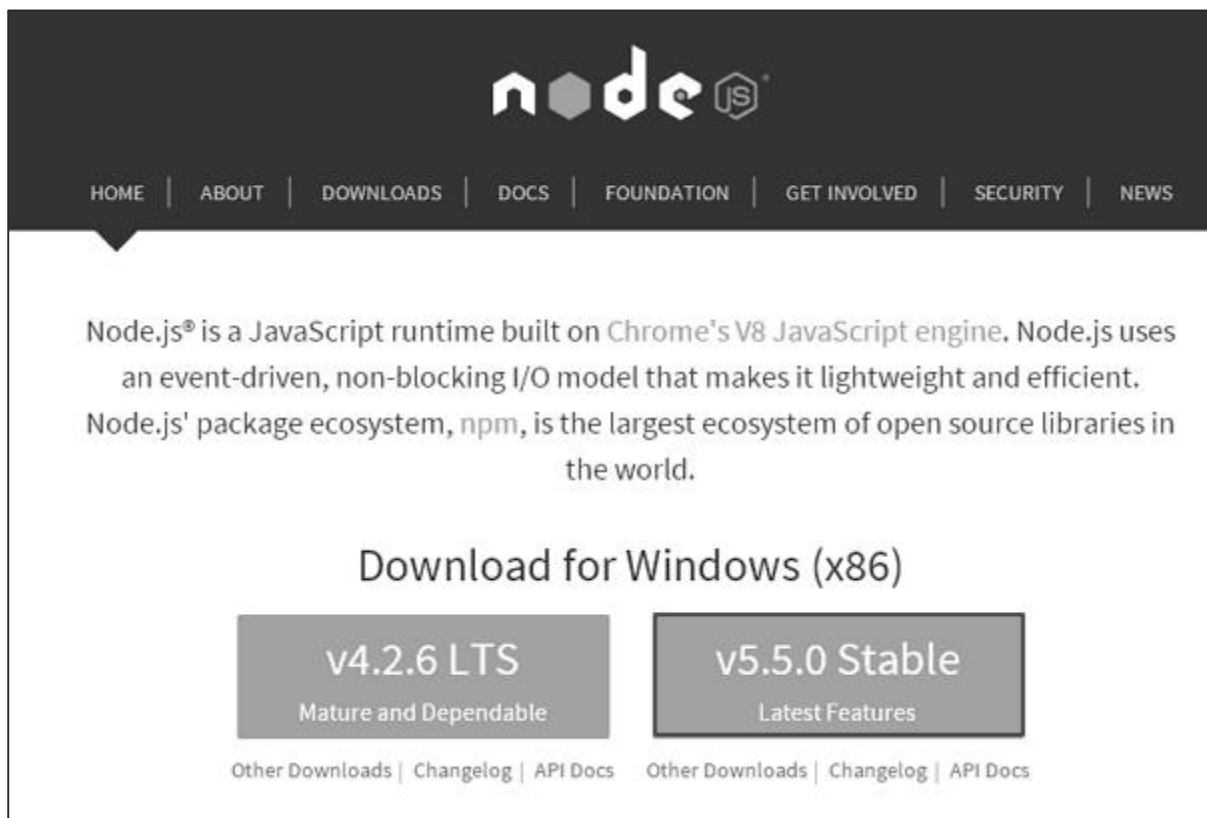 node JS®
HOME | ABOUT | DOWNLOADS | DOCS | FOUNDATION | GET INVOLVED | SECURITY | NEWS
Node.js® is a JavaScript runtime built on Chrome's V8 JavaScript engine. Node.js uses
an event-driven, non-blocking I/O model that makes it lightweight and efficient.
Node.js' package ecosystem, npm, is the largest ecosystem of open source libraries in
the world.
Download for Windows (x86)
v4.2.6 LTS
Mature and Dependable
Other Downloads | Changelog | API Docs
v5.5.0 Stable
Latest Features
Other Downloads | Changelog | API Docs